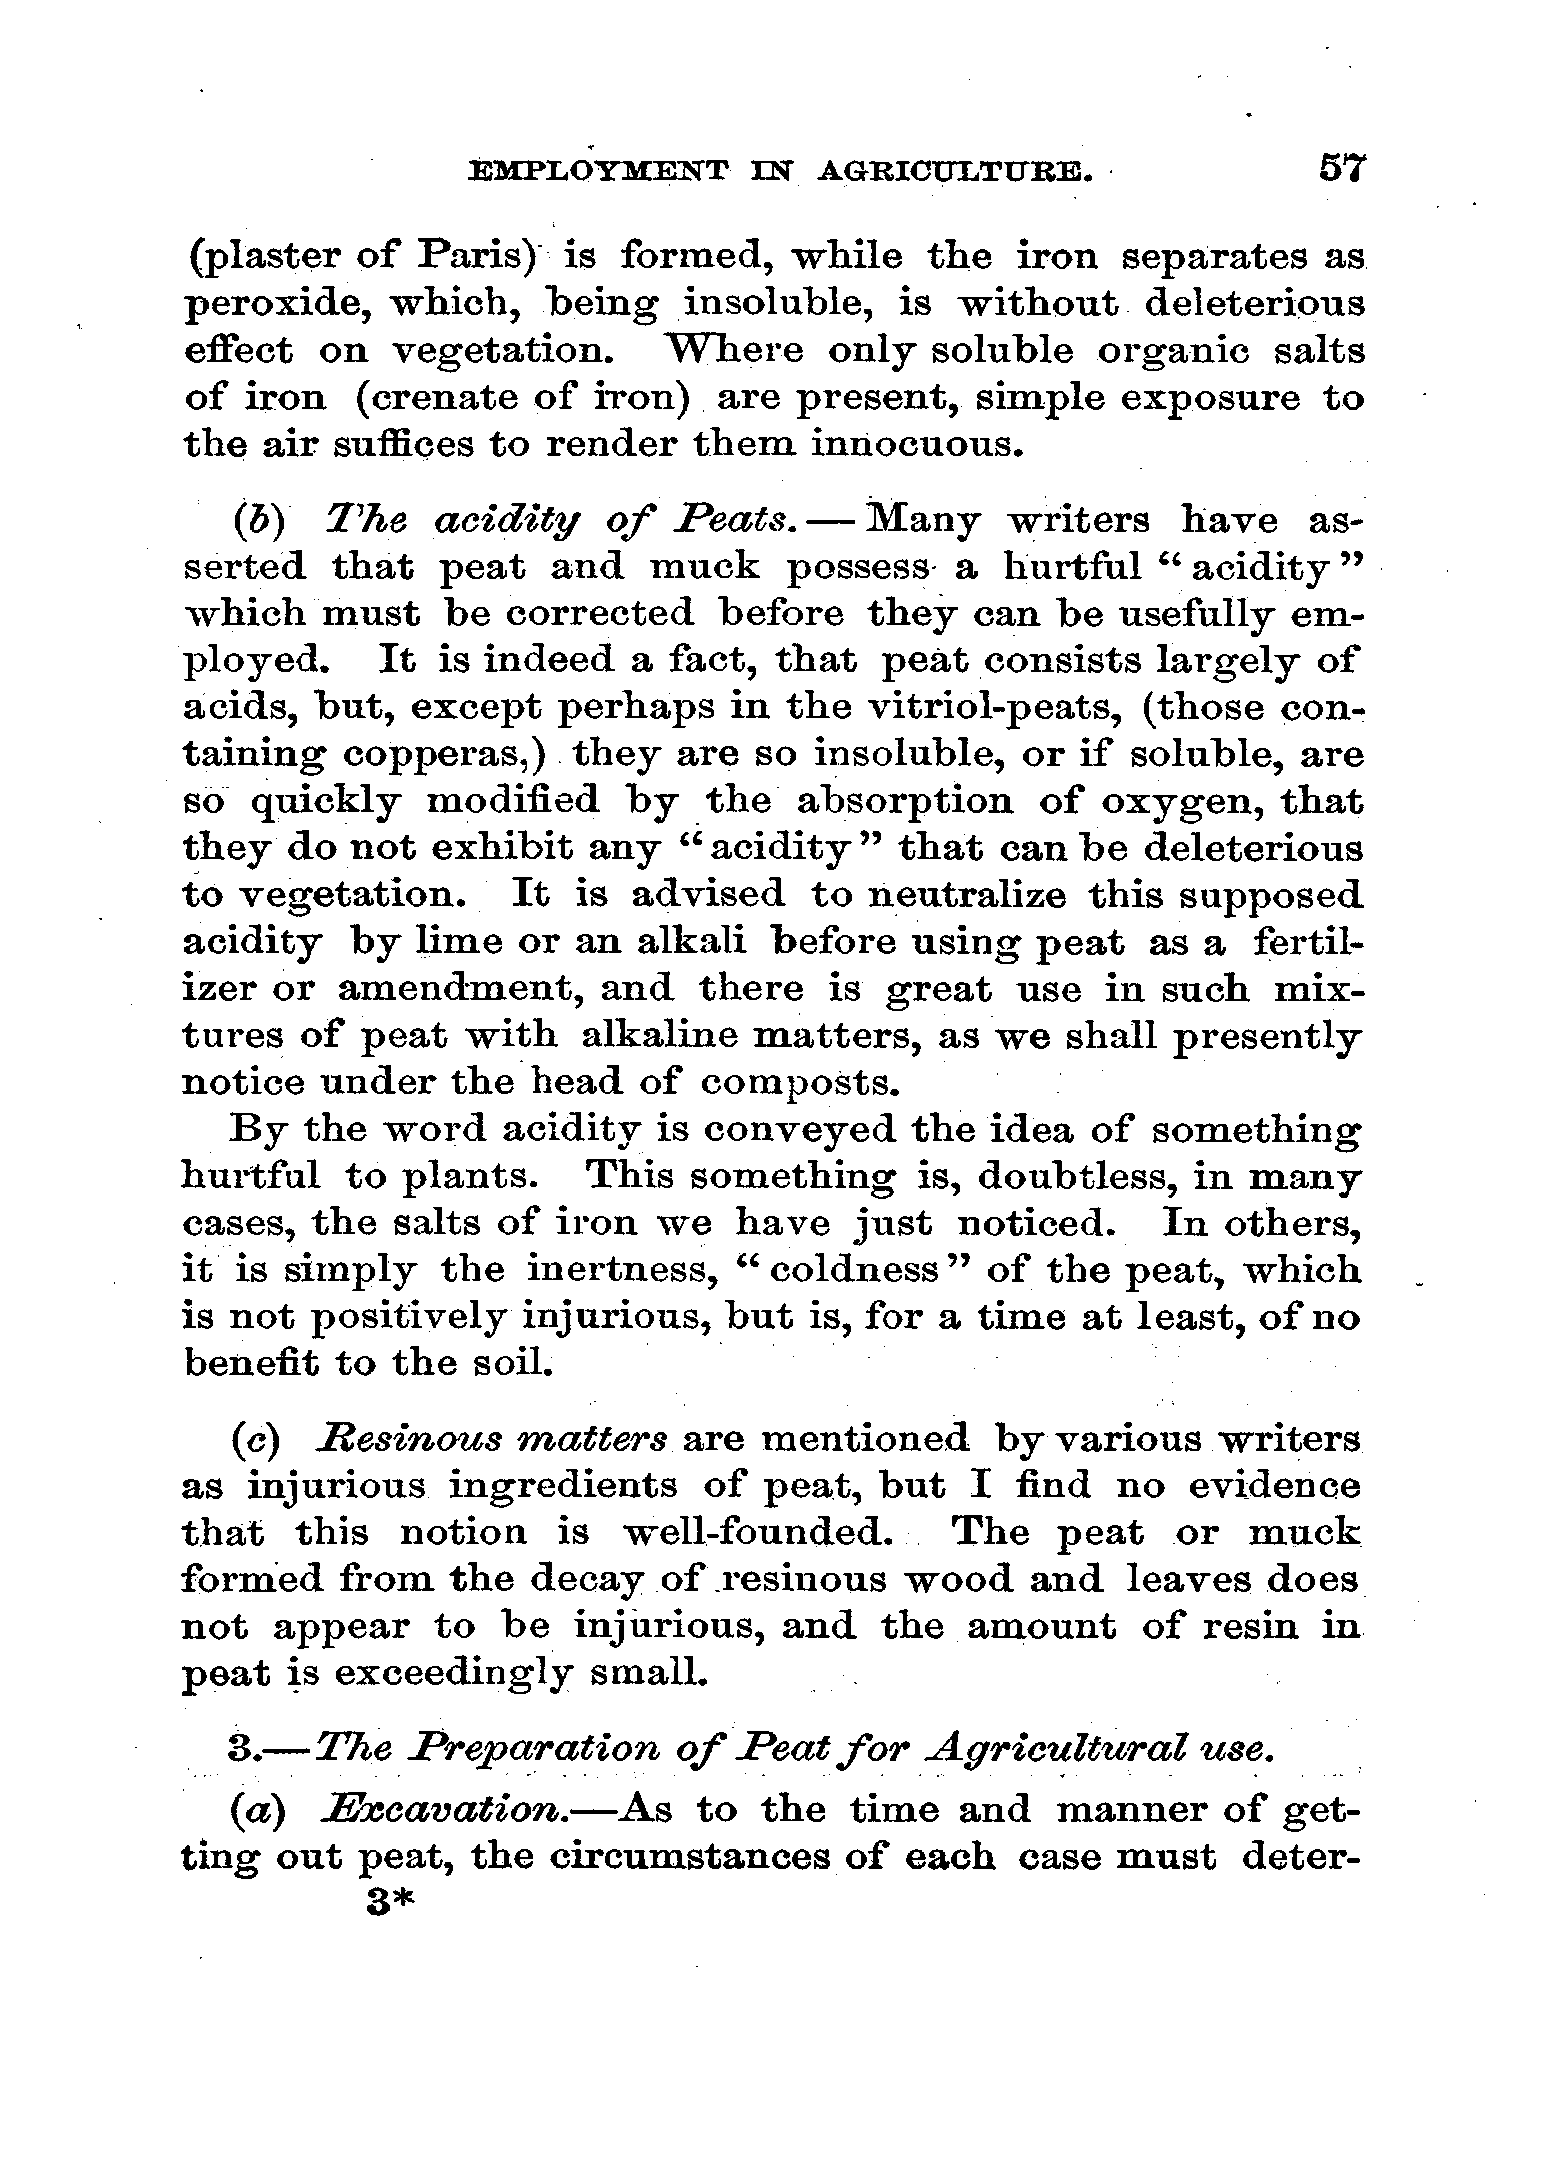 EMPLOYMENT IN AGRICULTURE. 57
(plaster of Paris) is formed, while the iron separates as
peroxide, which, being insoluble, is without deleterious
effect on vegetation. Where only soluble organic salts
of iron (crenate of iron) are present, simple exposure to
the air suffices to render them innocuous.
(b) The acidity of Peats.—Many writers have as-
serted that peat and muck possess a hurtful “acidity”
which must be corrected before they can be usefully em-
ployed. It is indeed a fact, that peat consists largely of
acids, but, except perhaps in the vitriol-peats, (those con-
taining copperas,) they are so insoluble, or if soluble, are
so quickly modified by the absorption of oxygen, that
they do not exhibit any “acidity” that can be deleterious
to vegetation. It is advised to neutralize this supposed
acidity by lime or an alkali before using peat as a fertil-
izer or amendment, and there is great use in such mix-
tures of peat with alkaline matters, as we shall presently
notice under the head of composts.
By the word acidity is conveyed the idea of something
hurtful to plants. This something is, doubtless, in many
cases, the salts of iron we have just noticed. In others,
it is simply the inertness, “coldness” of the peat, which
is not positively injurious, but is, for a time at least, of no
benefit to the soil.
(c) Resinous matters are mentioned by various writers
as injurious ingredients of peat, but I find no evidence
that this notion is well-founded. The peat or muck
formed from the decay of resinous wood and leaves does
not appear to be injurious, and the amount of resin in
peat is exceedingly small.
3.—The Preparation of Peat for Agricultural use.
(a) Excavation.—As to the time and manner of get-
ting out peat, the circumstances of each case must deter-
3*